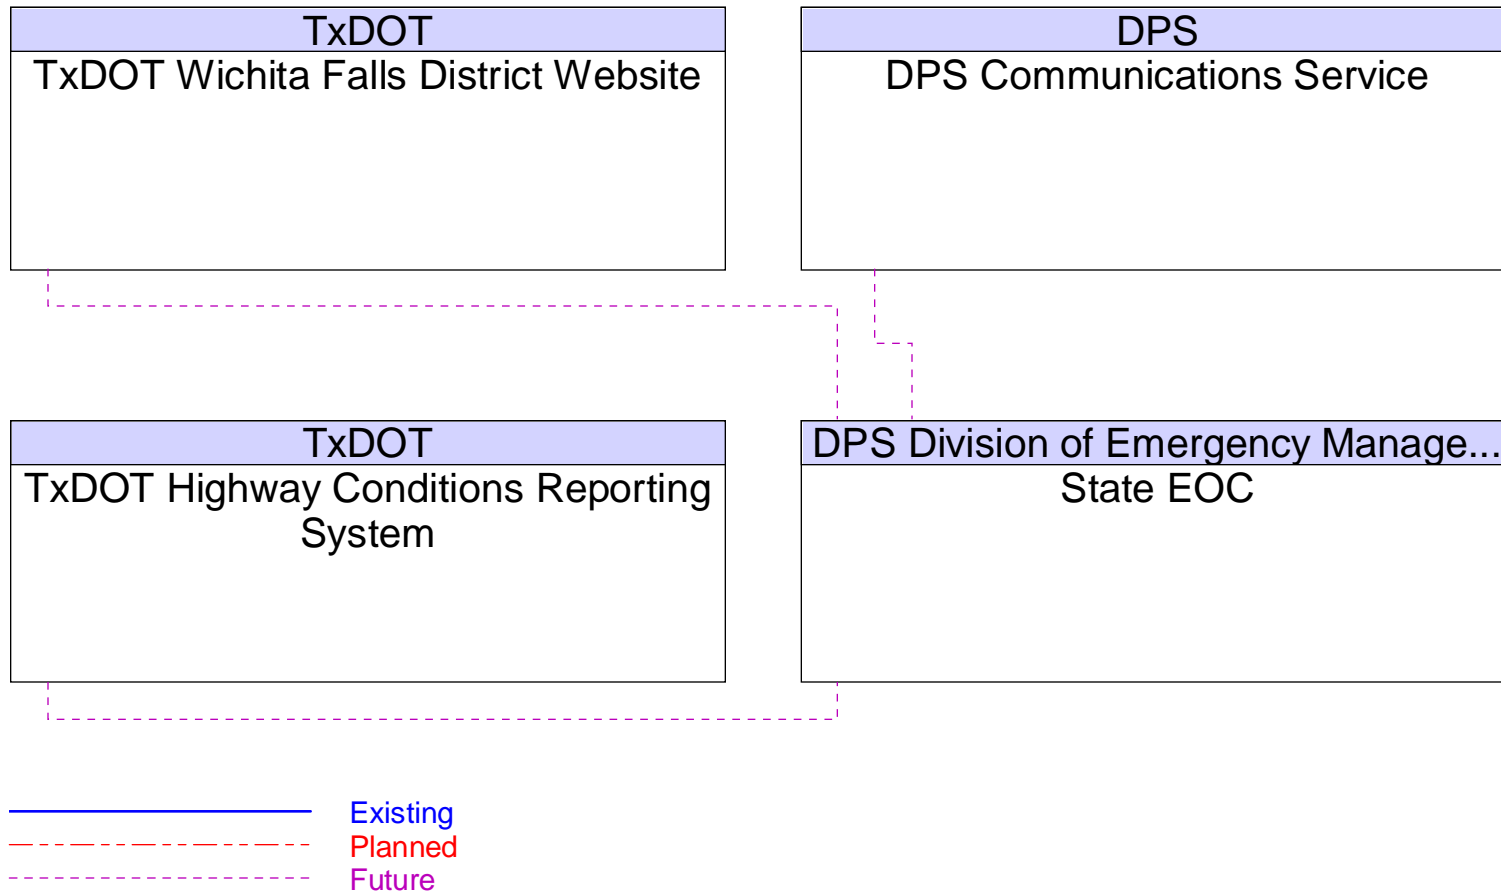 TxDOT
TxDOT Wichita Falls District Website
DPS
DPS Communications Service
TxDOT
TxDOT Highway Conditions Reporting
System
DPS Division of Emergency Manage...
State EOC
Existing
Planned
Future